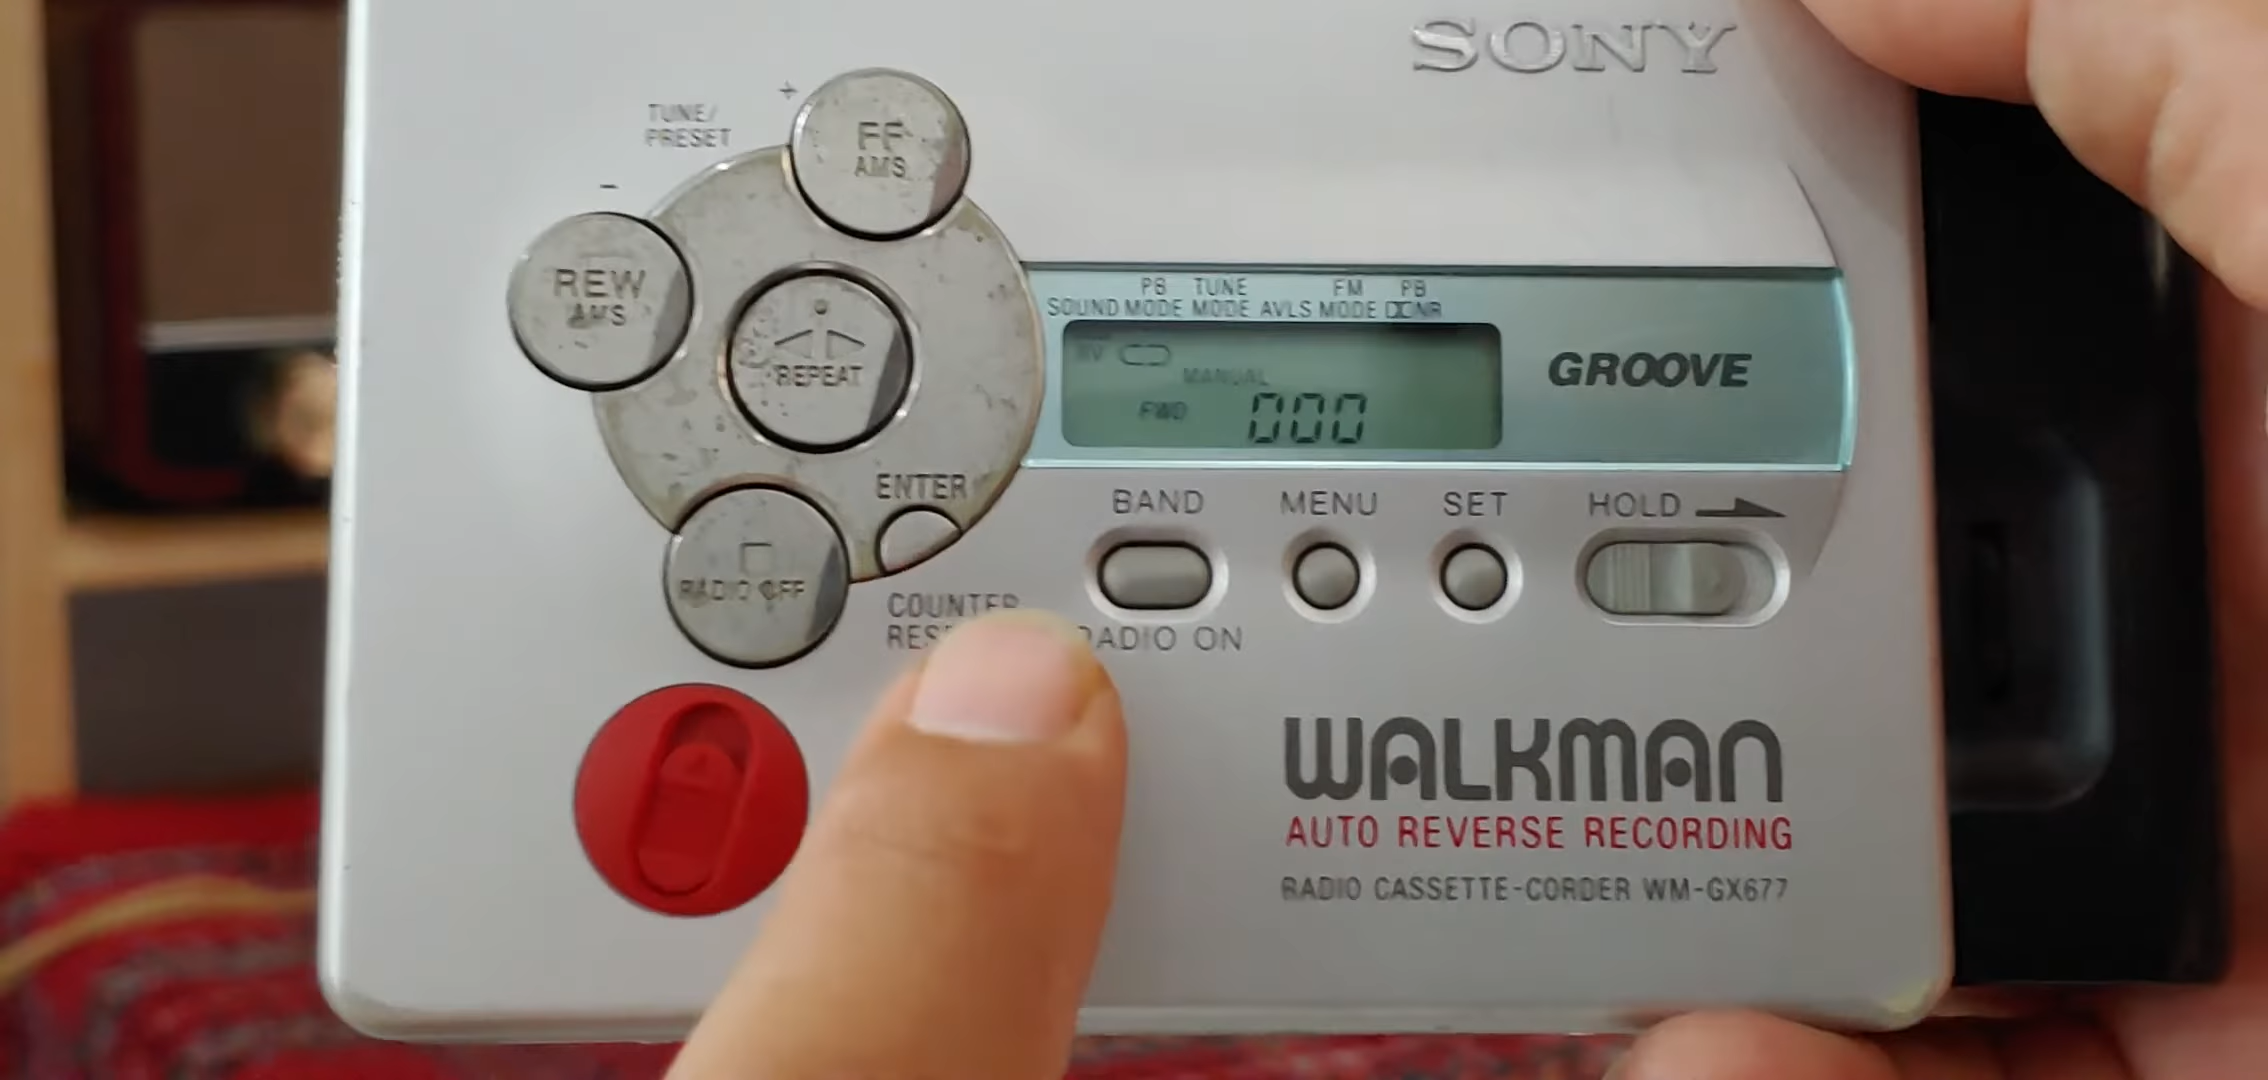 SONY
+
TUNE/
PRESET
FF
AMS
-
REW
AMS
REPEAT
PB TUNE FM PB
SOUND MODE MODE AVLS MODE NR
MANUAL
FWD 000
GROOVE
ENTER
BAND MENU SET HOLD
RADIO OFF
COUNTER
RADIO ON
WALKMAN
AUTO REVERSE RECORDING
RADIO CASSETTE-CORDER WM-GX677